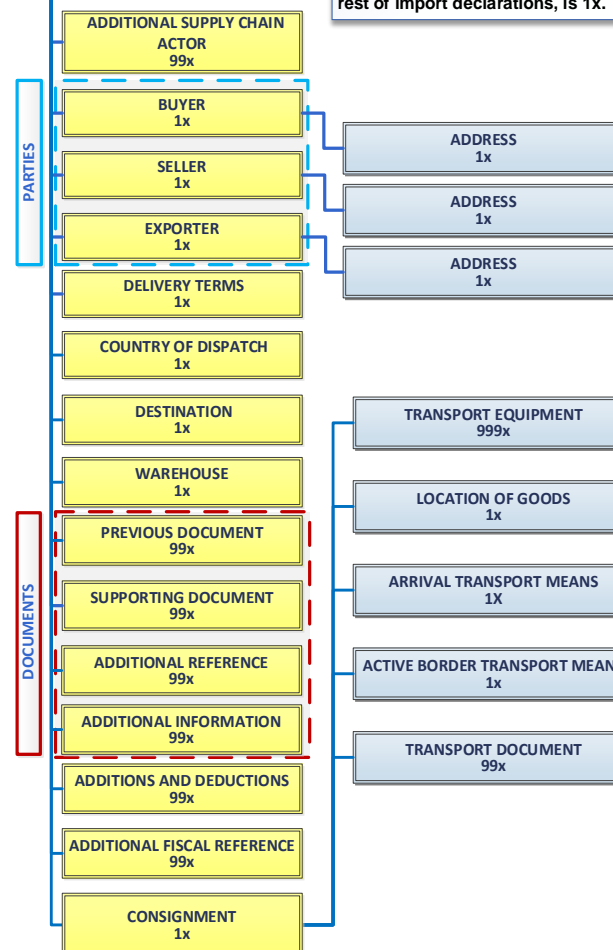 rest of Import declarations, is 1x.
ADDITIONAL SUPPLY CHAIN
ACTOR
99x
PARTIES
BUYER
1x
SELLER
1x
EXPORTER
1x
ADDRESS
1x
ADDRESS
1x
ADDRESS
1x
DELIVERY TERMS
1x
COUNTRY OF DISPATCH
1x
DESTINATION
1x
WAREHOUSE
1x
DOCUMENTS
PREVIOUS DOCUMENT
99x
SUPPORTING DOCUMENT
99x
ADDITIONAL REFERENCE
99x
ADDITIONAL INFORMATION
99x
ADDITIONS AND DEDUCTIONS
99x
ADDITIONAL FISCAL REFERENCE
99x
CONSIGNMENT
1x
TRANSPORT EQUIPMENT
999x
LOCATION OF GOODS
1x
ARRIVAL TRANSPORT MEANS
1X
ACTIVE BORDER TRANSPORT MEAN
1x
TRANSPORT DOCUMENT
99x